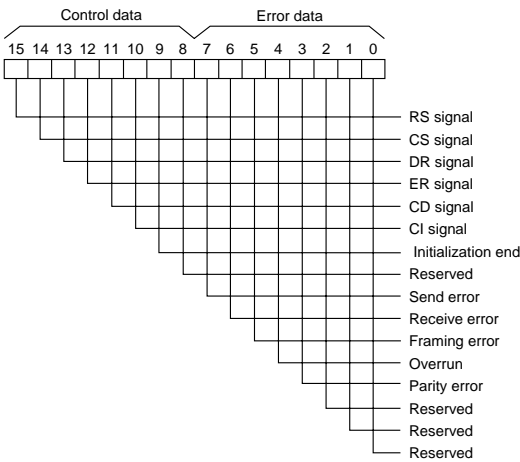 Control data Error data
15 14 13 12 11 10 9 8 7 6 5 4 3 2 1 0
RS signal
CS signal
DR signal
ER signal
CD signal
CI signal
Initialization end
Reserved
Send error
Receive error
Framing error
Overrun
Parity error
Reserved
Reserved
Reserved